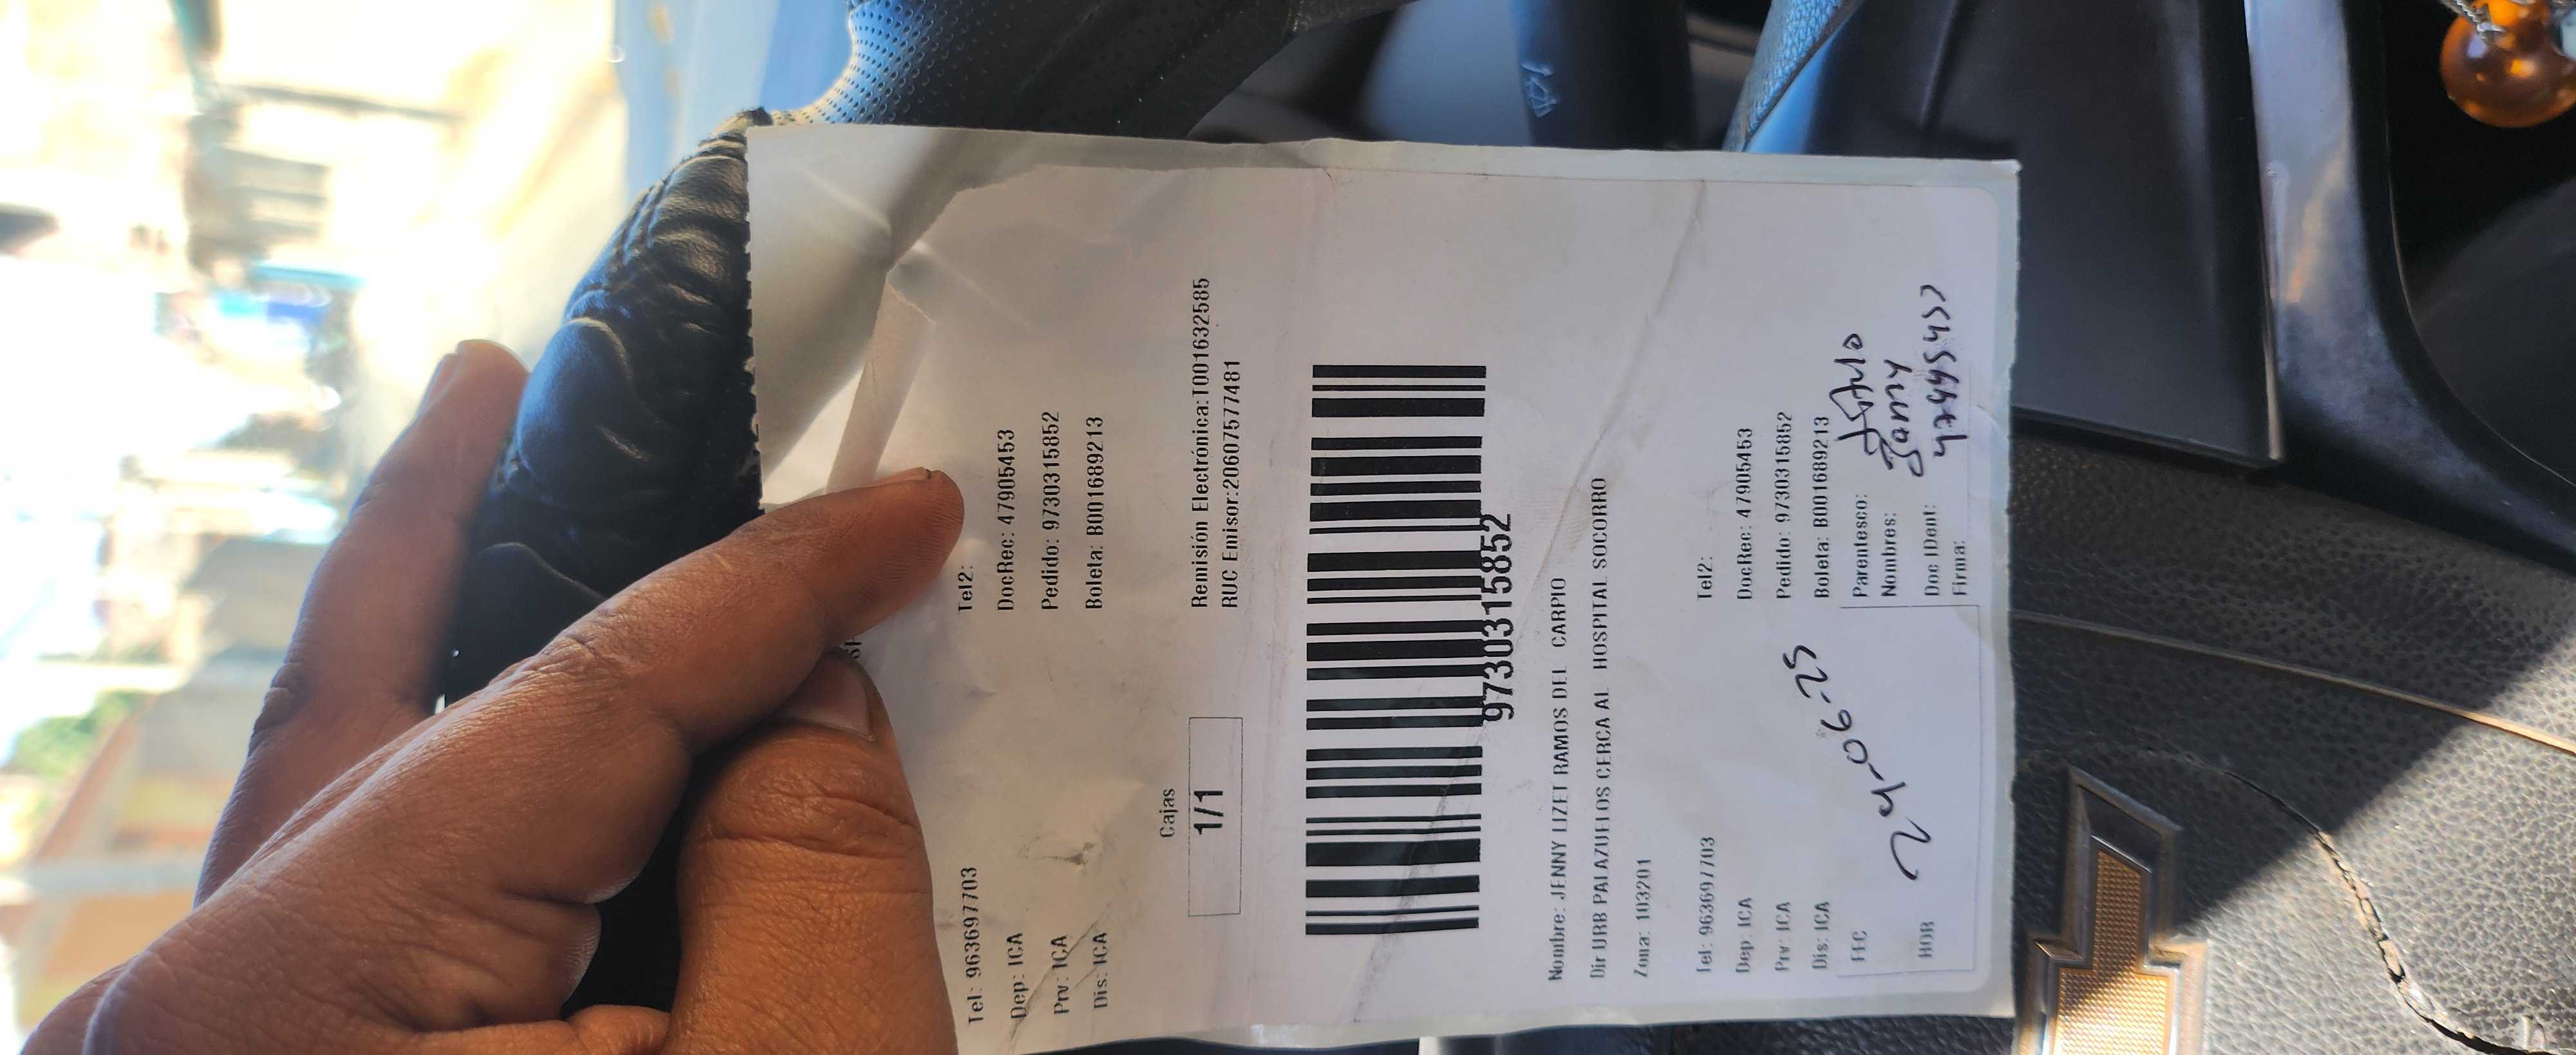 Tel: 963697703 Tel2:
Dep: ICA DocRec: 47905453
Prv: ICA Pedido: 9730315852
Dis: ICA Boleta: B001689213
Cajas
1/1
Remisión Electrónica:T001632585
RUC Emisor:20607577481
9730315852
Nombre: JENNY LIZET RAMOS DEL CARPIO
Dir URB PALAZUELOS CERCA AL HOSPITAL SOCORRO
Zona: 103201
Tel: 963697703 Tel2:
Dep: ICA DocRec: 47905453
Prv: ICA Pedido: 9730315852
Dis: ICA Boleta: B001689213
FEC 24-06-25 Parentesco: titulo
Nombres: Jenny
HOR Doc IDent:
Firma: